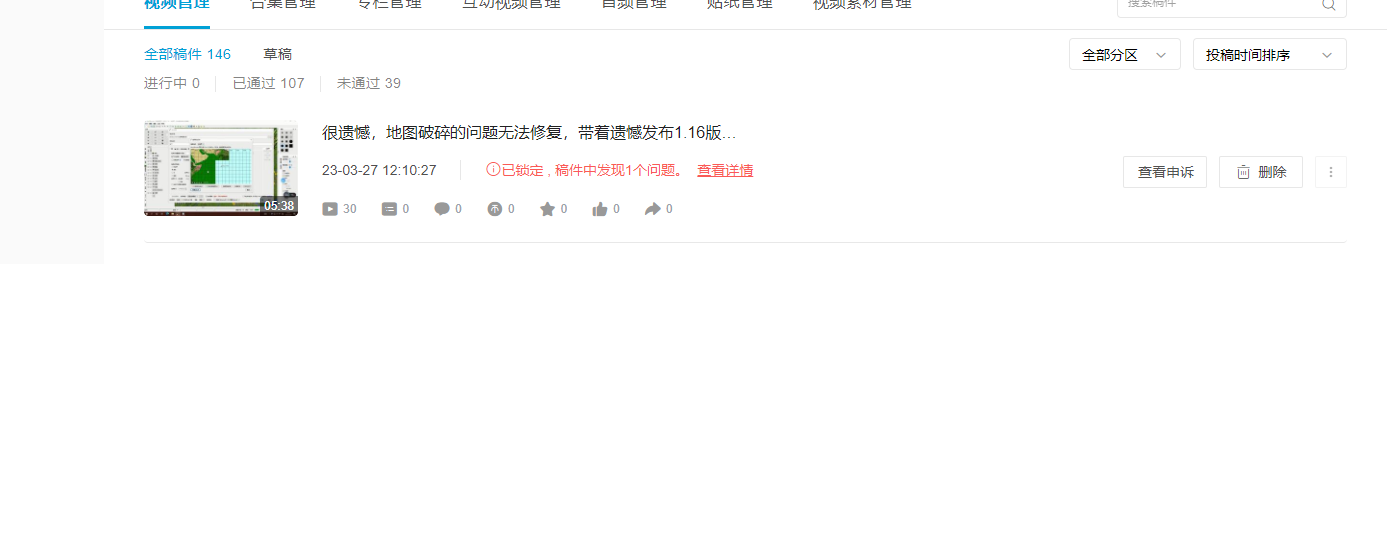 视频管理 合集管理 专栏管理 互动视频管理 音频管理 贴纸管理 视频素材管理 搜索稿件
全部稿件 146 草稿 全部分区 投稿时间排序
进行中 0 已通过 107 未通过 39
很遗憾，地图破碎的问题无法修复，带着遗憾发布1.16版…
23-03-27 12:10:27 已锁定 , 稿件中发现1个问题。 查看详情 查看申诉 删除
05:38
30 0 0 0 0 0 0